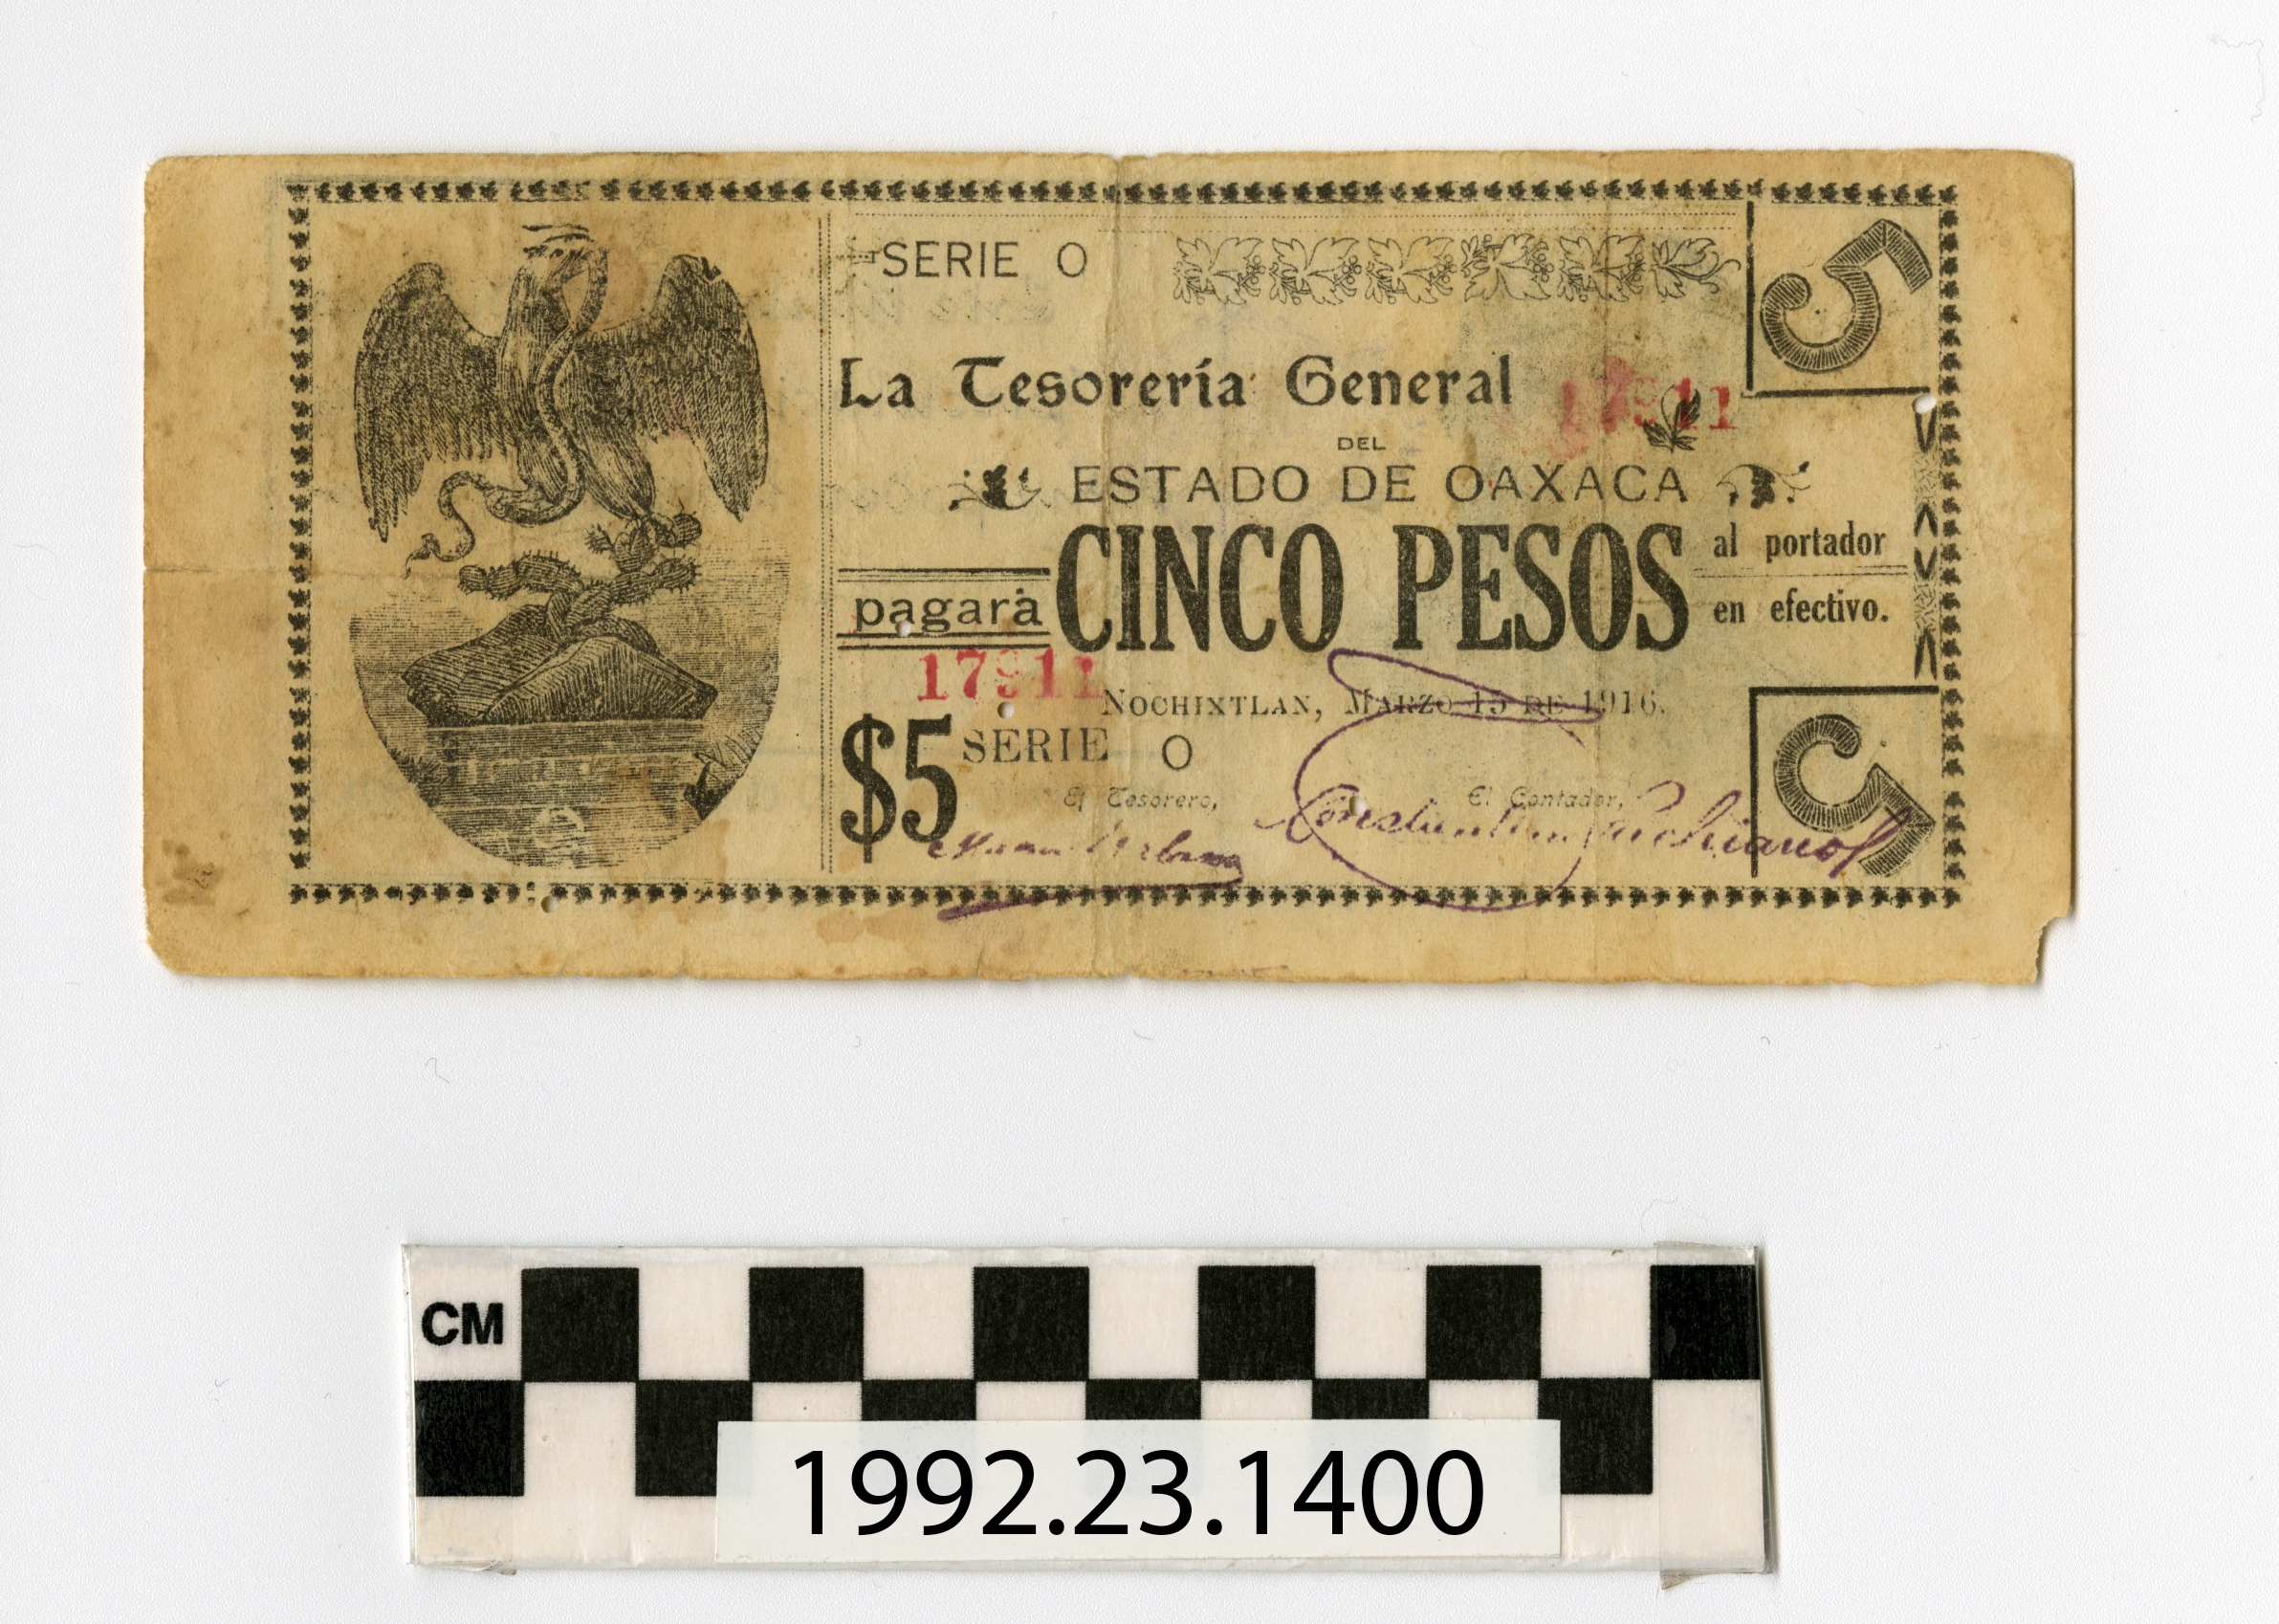 SERIE O
5
La Tesorería General
17911
DEL
ESTADO DE OAXACA
pagará CINCO PESOS al portador
en efectivo.
17911
NOCHIXTLAN, MARZO 15 DE 1916.
$5 SERIE O
5
El Tesorero,
El Contador,
CM
1992.23.1400